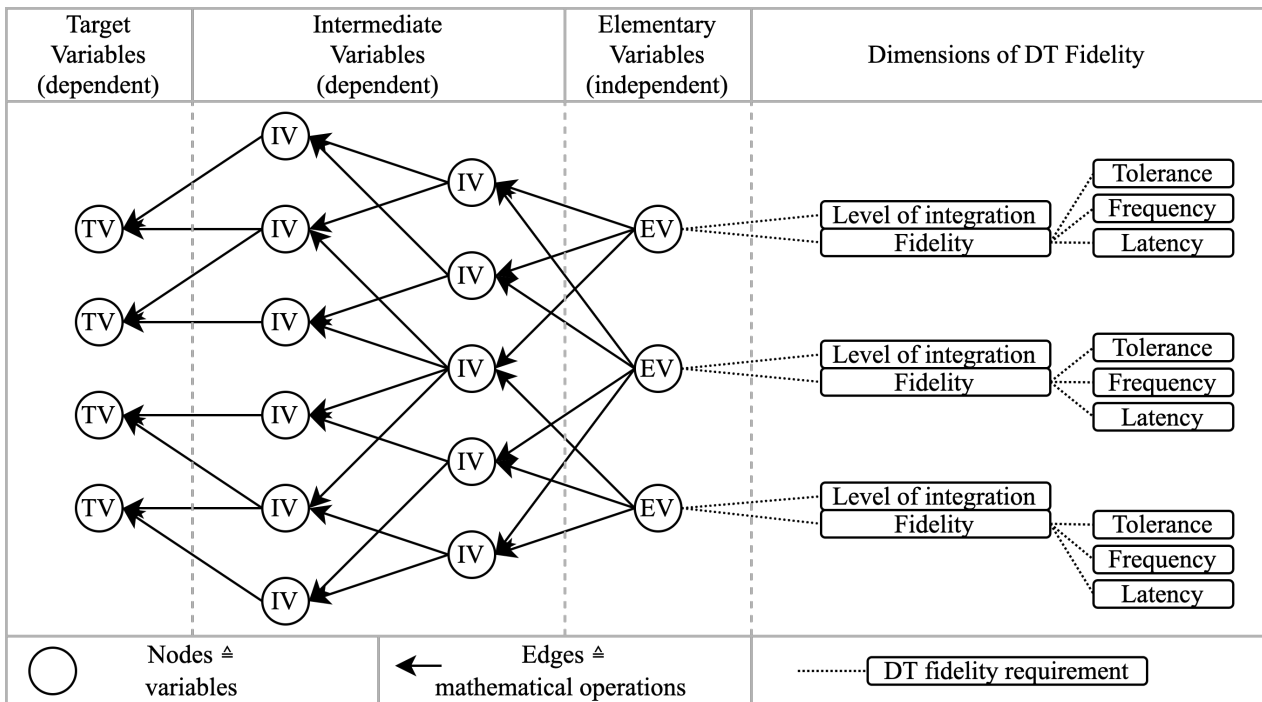 Target
Variables
(dependent)
Intermediate
Variables
(dependent)
Elementary
Variables
(independent)
Dimensions of DT Fidelity
IV
IV
TV
IV
EV
IV
TV
IV
IV
EV
TV
IV
IV
TV
IV
EV
IV
IV
Level of integration
Fidelity
Tolerance
Frequency
Latency
Level of integration
Fidelity
Tolerance
Frequency
Latency
Level of integration
Fidelity
Tolerance
Frequency
Latency
Nodes ≙
variables
Edges ≙
mathematical operations
DT fidelity requirement